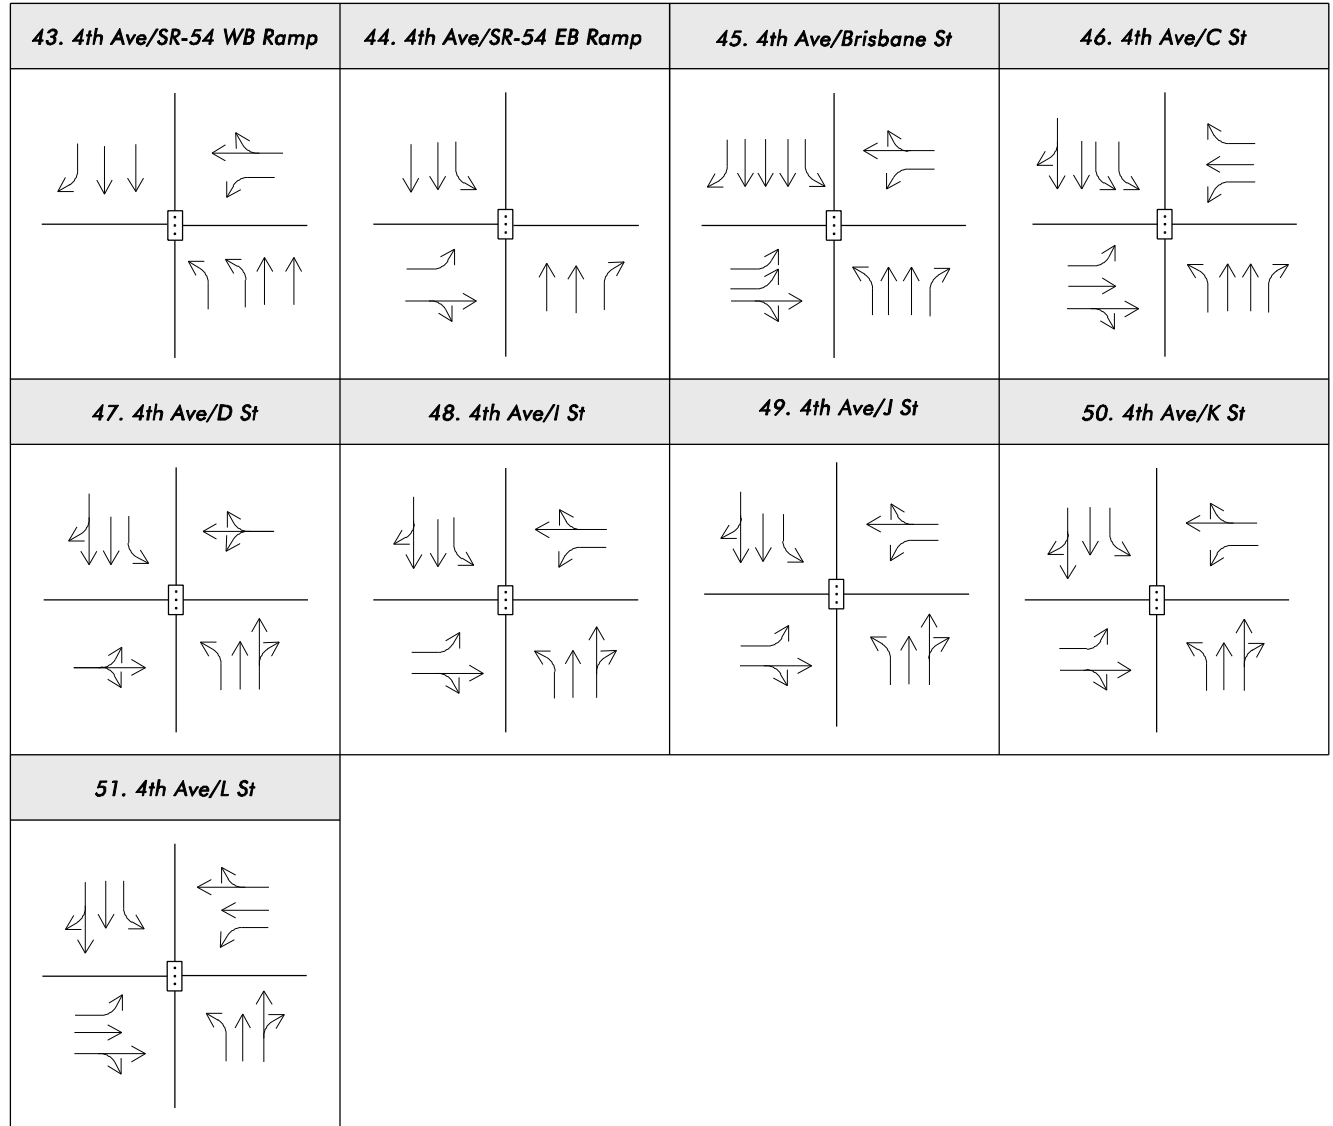 43. 4th Ave/SR-54 WB Ramp
44. 4th Ave/SR-54 EB Ramp
45. 4th Ave/Brisbane St
46. 4th Ave/C St
47. 4th Ave/D St
48. 4th Ave/I St
49. 4th Ave/J St
50. 4th Ave/K St
51. 4th Ave/L St